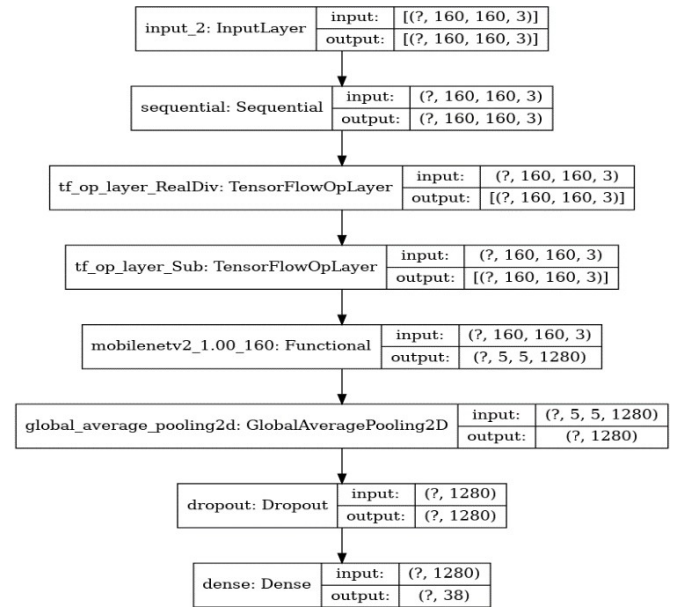 input_2: InputLayer
input: [(?, 160, 160, 3)]
output: [(?, 160, 160, 3)]
sequential: Sequential
input: (?, 160, 160, 3)
output: (?, 160, 160, 3)
tf_op_layer_RealDiv: TensorFlowOpLayer
input: (?, 160, 160, 3)
output: [(?, 160, 160, 3)]
tf_op_layer_Sub: TensorFlowOpLayer
input: (?, 160, 160, 3)
output: [(?, 160, 160, 3)]
mobilenetv2_1.00_160: Functional
input: (?, 160, 160, 3)
output: (?, 5, 5, 1280)
global_average_pooling2d: GlobalAveragePooling2D
input: (?, 5, 5, 1280)
output: (?, 1280)
dropout: Dropout
input: (?, 1280)
output: (?, 1280)
dense: Dense
input: (?, 1280)
output: (?, 38)